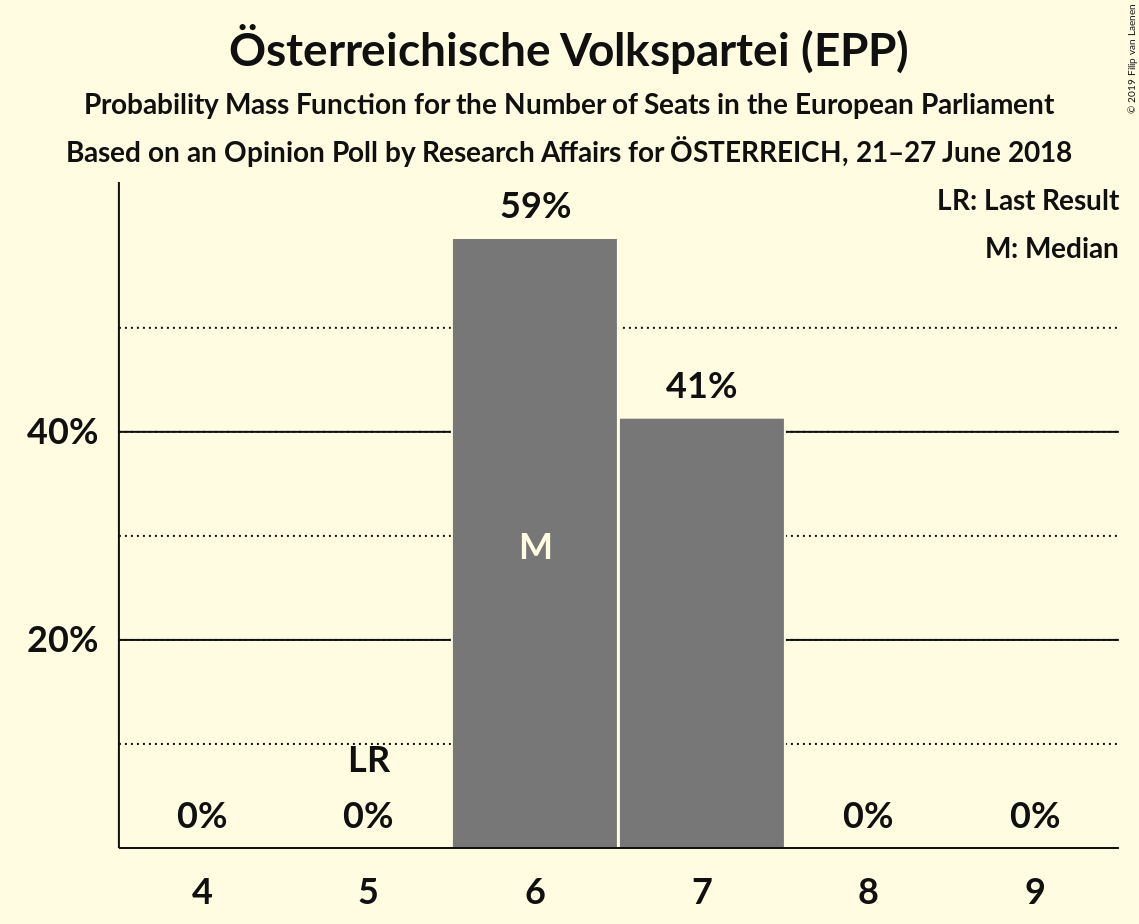 Österreichische Volkspartei (EPP)
Probability Mass Function for the Number of Seats in the European Parliament
Based on an Opinion Poll by Research Affairs for ÖSTERREICH, 21–27 June 2018
© 2019 Filip van Laenen
LR: Last Result
M: Median
59%
41%
40%
M
20%
LR
0%
0%
0%
0%
4
5
6
7
8
9